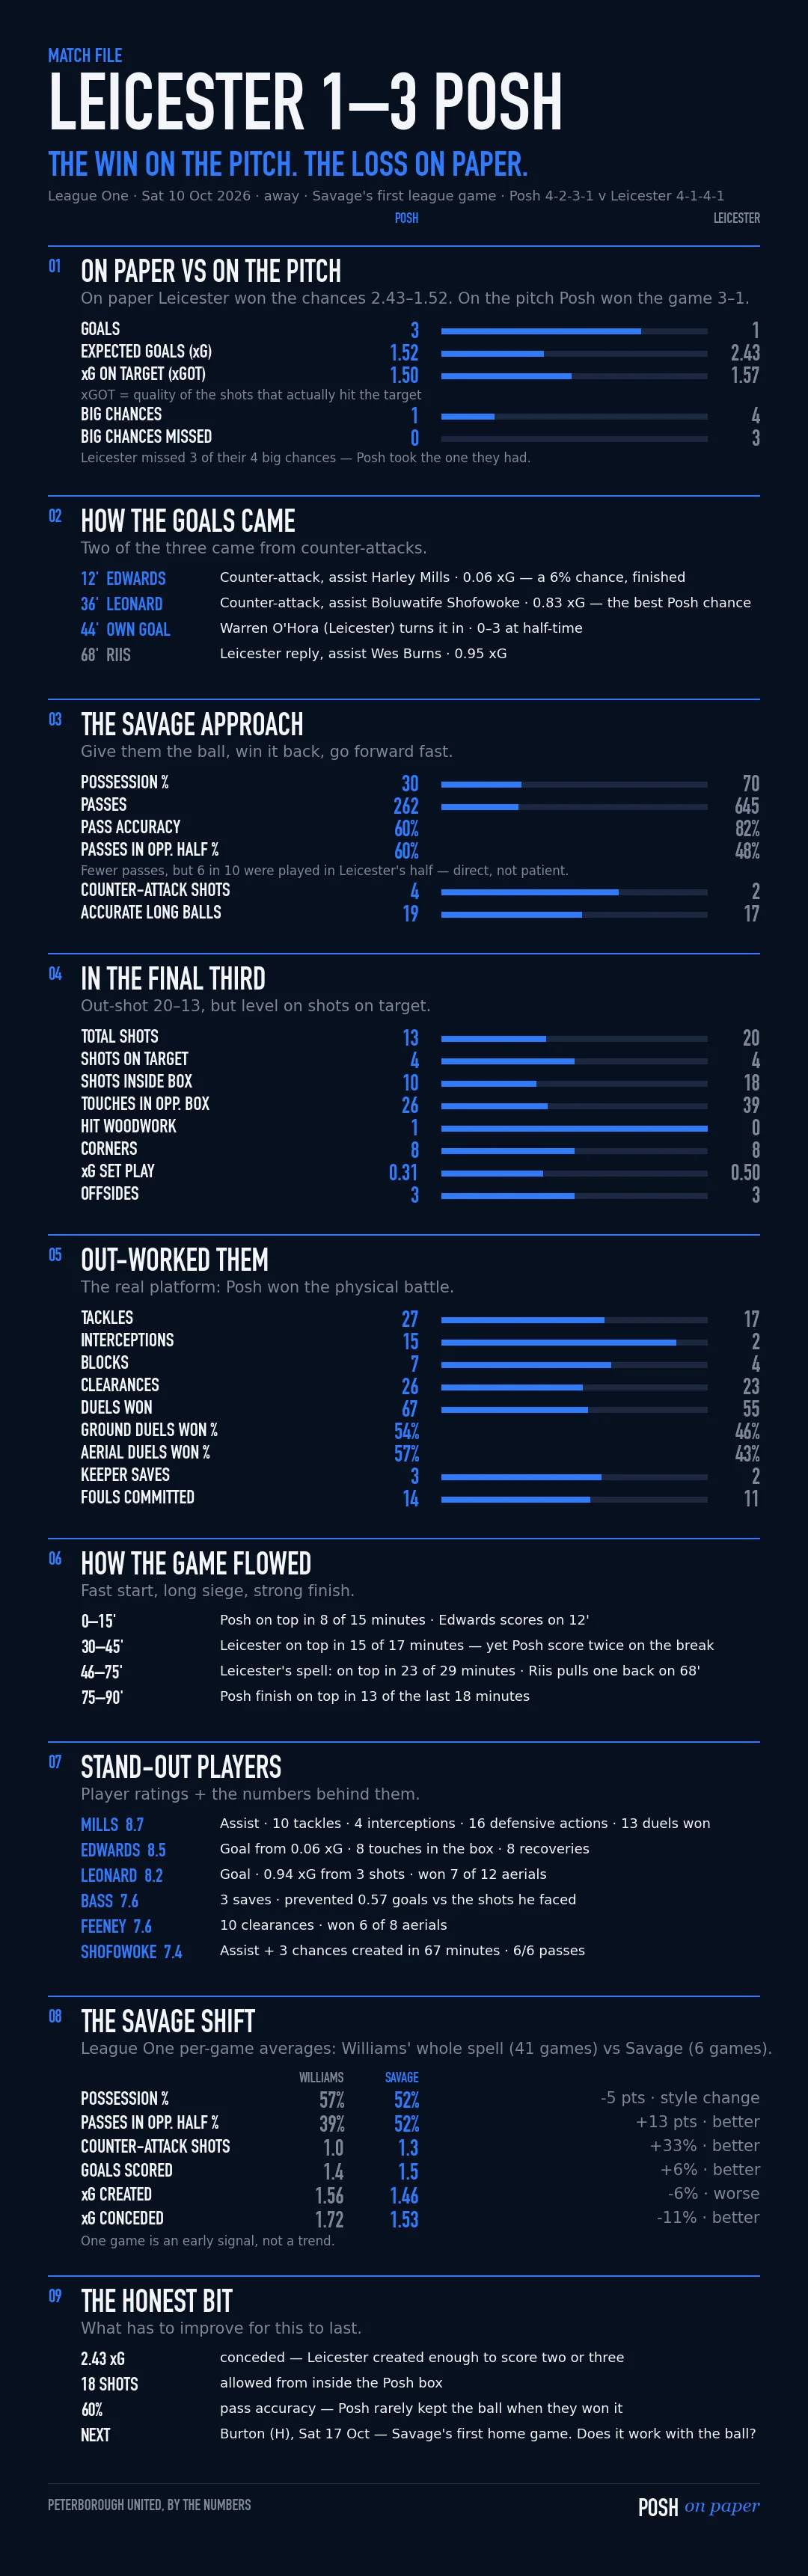 MATCH FILE
LEICESTER 1–3 POSH
THE WIN ON THE PITCH. THE LOSS ON PAPER.
League One · Sat 10 Oct 2026 · away · Savage's first league game · Posh 4-2-3-1 v Leicester 4-1-4-1
POSH LEICESTER
01 ON PAPER VS ON THE PITCH
On paper Leicester won the chances 2.43–1.52. On the pitch Posh won the game 3–1.
GOALS 3 1
EXPECTED GOALS (xG) 1.52 2.43
xG ON TARGET (xGOT) 1.50 1.57
xGOT = quality of the shots that actually hit the target
BIG CHANCES 1 4
BIG CHANCES MISSED 0 3
Leicester missed 3 of their 4 big chances — Posh took the one they had.
02 HOW THE GOALS CAME
Two of the three came from counter-attacks.
12' EDWARDS Counter-attack, assist Harley Mills · 0.06 xG — a 6% chance, finished
36' LEONARD Counter-attack, assist Boluwatife Shofowoke · 0.83 xG — the best Posh chance
44' OWN GOAL Warren O'Hora (Leicester) turns it in · 0–3 at half-time
68' RIIS Leicester reply, assist Wes Burns · 0.95 xG
03 THE SAVAGE APPROACH
Give them the ball, win it back, go forward fast.
POSSESSION % 30 70
PASSES 262 645
PASS ACCURACY 60% 82%
PASSES IN OPP. HALF % 60% 48%
Fewer passes, but 6 in 10 were played in Leicester's half — direct, not patient.
COUNTER-ATTACK SHOTS 4 2
ACCURATE LONG BALLS 19 17
04 IN THE FINAL THIRD
Out-shot 20–13, but level on shots on target.
TOTAL SHOTS 13 20
SHOTS ON TARGET 4 4
SHOTS INSIDE BOX 10 18
TOUCHES IN OPP. BOX 26 39
HIT WOODWORK 1 0
CORNERS 8 8
xG SET PLAY 0.31 0.50
OFFSIDES 3 3
05 OUT-WORKED THEM
The real platform: Posh won the physical battle.
TACKLES 27 17
INTERCEPTIONS 15 2
BLOCKS 7 4
CLEARANCES 26 23
DUELS WON 67 55
GROUND DUELS WON % 54% 46%
AERIAL DUELS WON % 57% 43%
KEEPER SAVES 3 2
FOULS COMMITTED 14 11
06 HOW THE GAME FLOWED
Fast start, long siege, strong finish.
0–15' Posh on top in 8 of 15 minutes · Edwards scores on 12'
30–45' Leicester on top in 15 of 17 minutes — yet Posh score twice on the break
46–75' Leicester's spell: on top in 23 of 29 minutes · Riis pulls one back on 68'
75–90' Posh finish on top in 13 of the last 18 minutes
07 STAND-OUT PLAYERS
Player ratings + the numbers behind them.
MILLS 8.7 Assist · 10 tackles · 4 interceptions · 16 defensive actions · 13 duels won
EDWARDS 8.5 Goal from 0.06 xG · 8 touches in the box · 8 recoveries
LEONARD 8.2 Goal · 0.94 xG from 3 shots · won 7 of 12 aerials
BASS 7.6 3 saves · prevented 0.57 goals vs the shots he faced
FEENEY 7.6 10 clearances · won 6 of 8 aerials
SHOFOWOKE 7.4 Assist + 3 chances created in 67 minutes · 6/6 passes
08 THE SAVAGE SHIFT
League One per-game averages: Williams' whole spell (41 games) vs Savage (6 games).
WILLIAMS SAVAGE
POSSESSION % 57% 52% -5 pts · style change
PASSES IN OPP. HALF % 39% 52% +13 pts · better
COUNTER-ATTACK SHOTS 1.0 1.3 +33% · better
GOALS SCORED 1.4 1.5 +6% · better
xG CREATED 1.56 1.46 -6% · worse
xG CONCEDED 1.72 1.53 -11% · better
One game is an early signal, not a trend.
09 THE HONEST BIT
What has to improve for this to last.
2.43 xG conceded — Leicester created enough to score two or three
18 SHOTS allowed from inside the Posh box
60% pass accuracy — Posh rarely kept the ball when they won it
NEXT Burton (H), Sat 17 Oct — Savage's first home game. Does it work with the ball?
PETERBOROUGH UNITED, BY THE NUMBERS POSH on paper